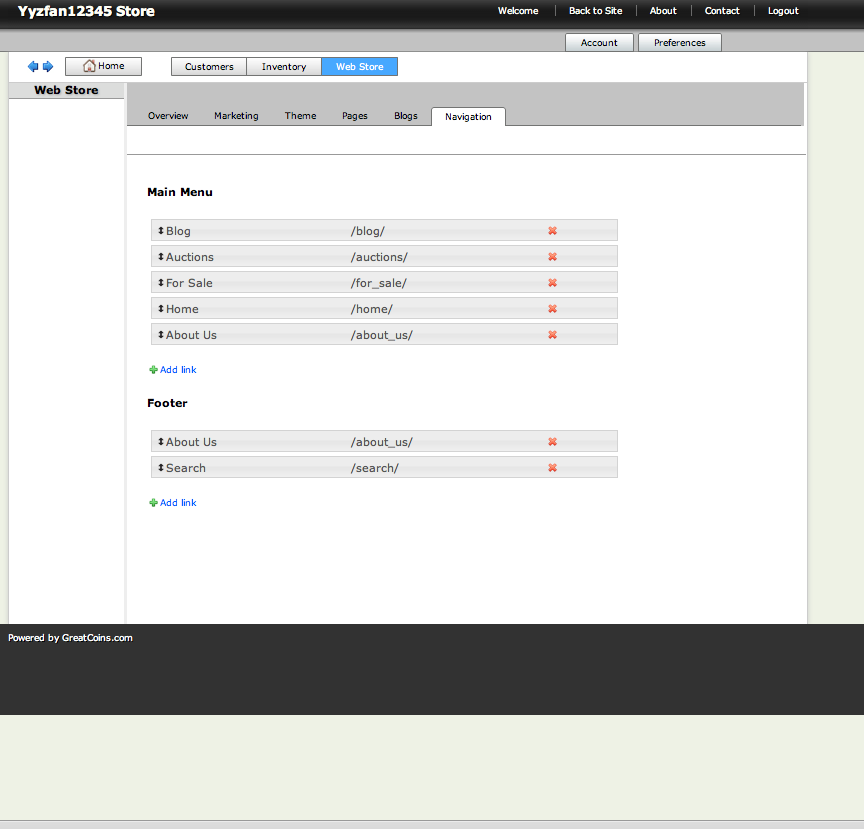 Yyzfan12345 Store
Welcome Back to Site About Contact Logout
Account Preferences
Home Customers Inventory Web Store
Web Store
Overview Marketing Theme Pages Blogs Navigation
Main Menu
Blog /blog/
Auctions /auctions/
For Sale /for_sale/
Home /home/
About Us /about_us/
Add link
Footer
About Us /about_us/
Search /search/
Add link
Powered by GreatCoins.com